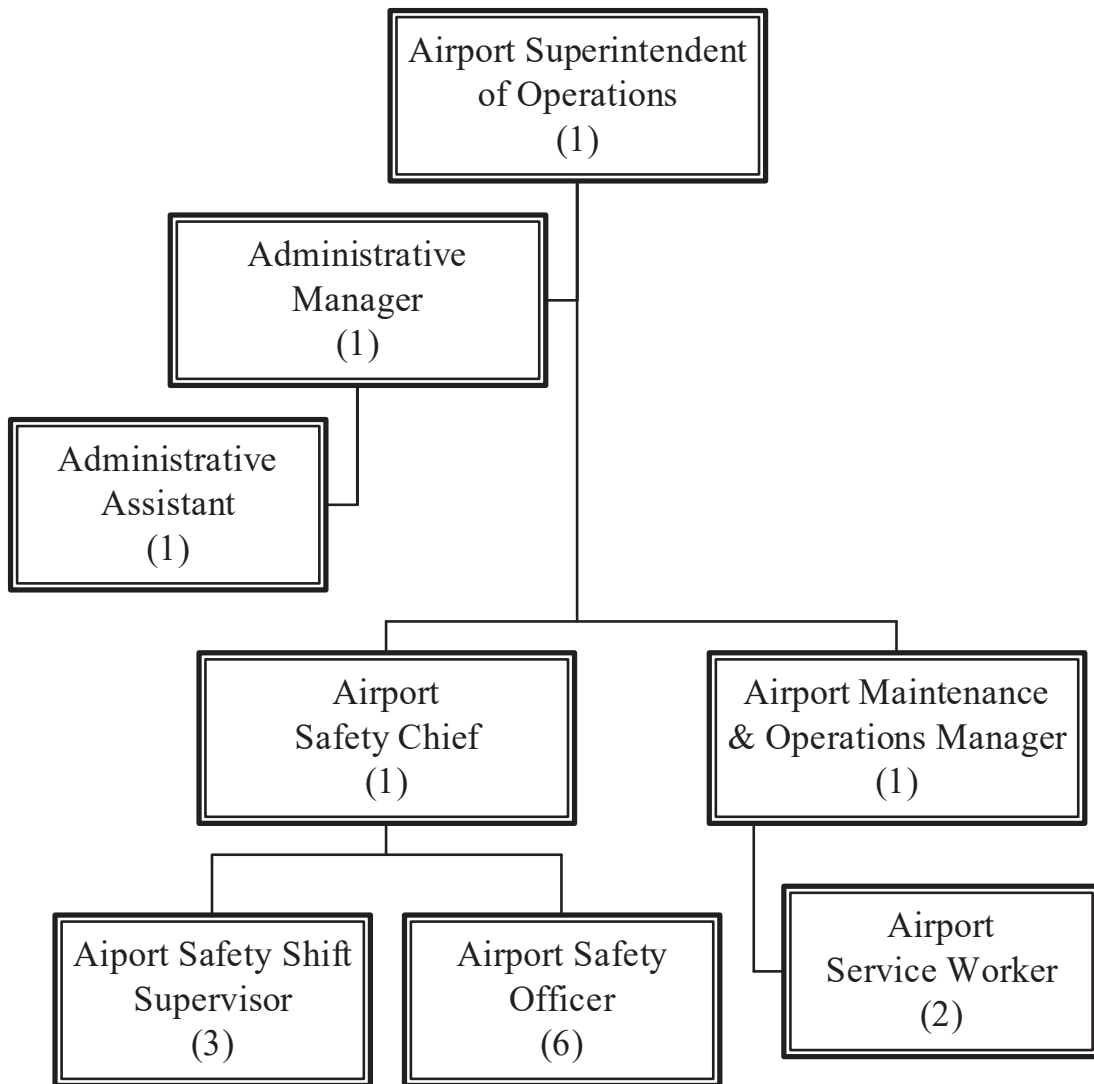 Airport Superintendent
of Operations
(1)
Administrative
Manager
(1)
Administrative
Assistant
(1)
Airport
Safety Chief
(1)
Airport Maintenance
& Operations Manager
(1)
Aiport Safety Shift
Supervisor
(3)
Airport Safety
Officer
(6)
Airport
Service Worker
(2)